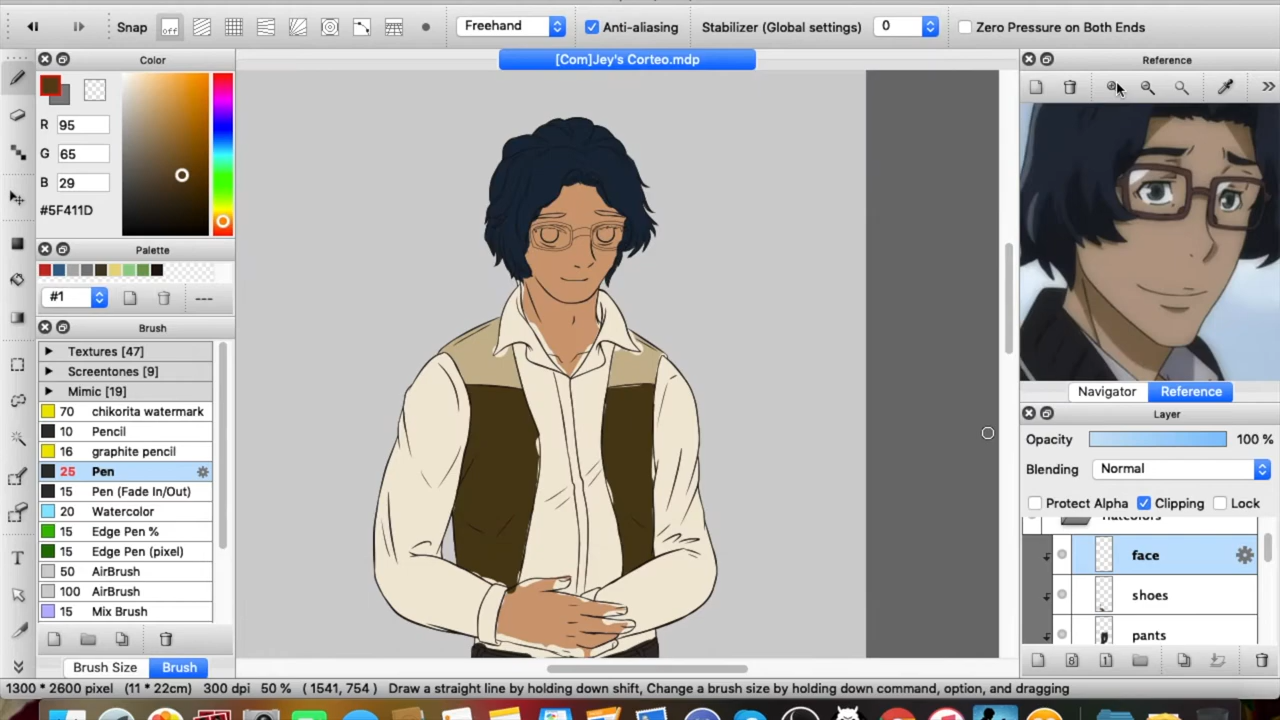 Snap off Freehand Anti-aliasing Stabilizer (Global settings) 0 Zero Pressure on Both Ends
Color
R 95
G 65
B 29
#5F411D
Palette
#1 ---
Brush
Textures [47]
Screentones [9]
Mimic [19]
70 chikorita watermark
10 Pencil
16 graphite pencil
25 Pen
15 Pen (Fade In/Out)
20 Watercolor
15 Edge Pen %
15 Edge Pen (pixel)
50 AirBrush
100 AirBrush
15 Mix Brush
Brush Size Brush
[Com]Jey's Corteo.mdp
Reference
Navigator Reference
Layer
Opacity 100 %
Blending Normal
Protect Alpha Clipping Lock
face
shoes
pants
1300 * 2600 pixel (11 * 22cm) 300 dpi 50 % ( 1541, 754 ) Draw a straight line by holding down shift, Change a brush size by holding down command, option, and dragging